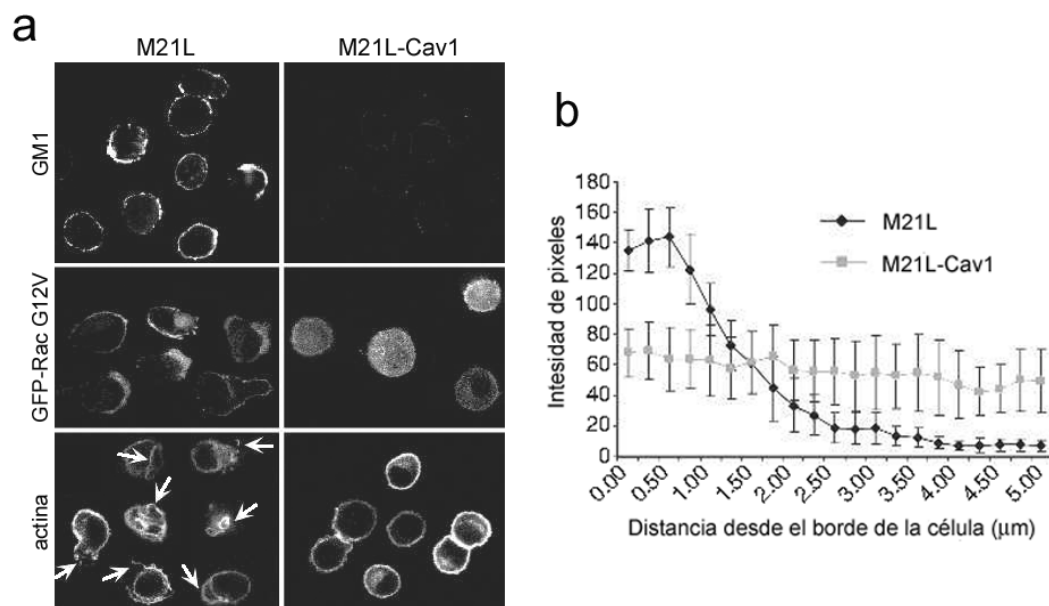 a
M21L
M21L-Cav1
GM1
GFP-Rac G12V
actina
b
180
160
140
120
100
80
60
40
20
0
Intesidad de pixeles
M21L
M21L-Cav1
0.00
0.50
1.00
1.50
2.00
2.50
3.00
3.50
4.00
4.50
5.00
Distancia desde el borde de la célula (µm)